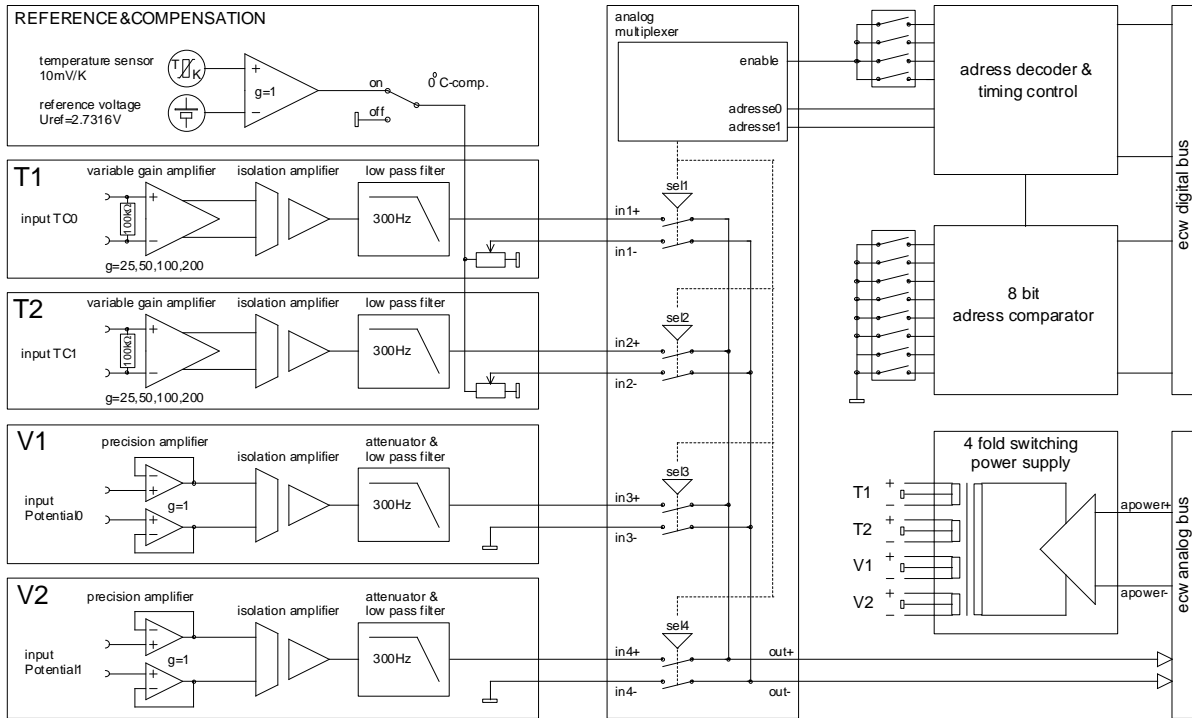 REFERENCE&COMPENSATION
temperature sensor
10mV/K
T
K
reference voltage
Uref=2.7316V
+
g=1
−
on
off
0°C-comp.
T1
variable gain amplifier
isolation amplifier
low pass filter
input TC0
100kΩ
+
−
300Hz
g=25,50,100,200
T2
variable gain amplifier
isolation amplifier
low pass filter
input TC1
100kΩ
+
−
300Hz
g=25,50,100,200
V1
precision amplifier
isolation amplifier
attenuator &
low pass filter
input
Potential0
−
+
g=1
+
−
300Hz
V2
precision amplifier
isolation amplifier
attenuator &
low pass filter
input
Potential1
−
+
g=1
+
−
300Hz
analog
multiplexer
enable
adresse0
adresse1
sel1
in1+
in1-
sel2
in2+
in2-
sel3
in3+
in3-
sel4
in4+
in4-
out+
out-
adress decoder &
timing control
8 bit
adress comparator
ecw digital bus
4 fold switching
power supply
T1
+
−
T2
+
−
V1
+
−
V2
+
−
apower+
apower-
ecw analog bus